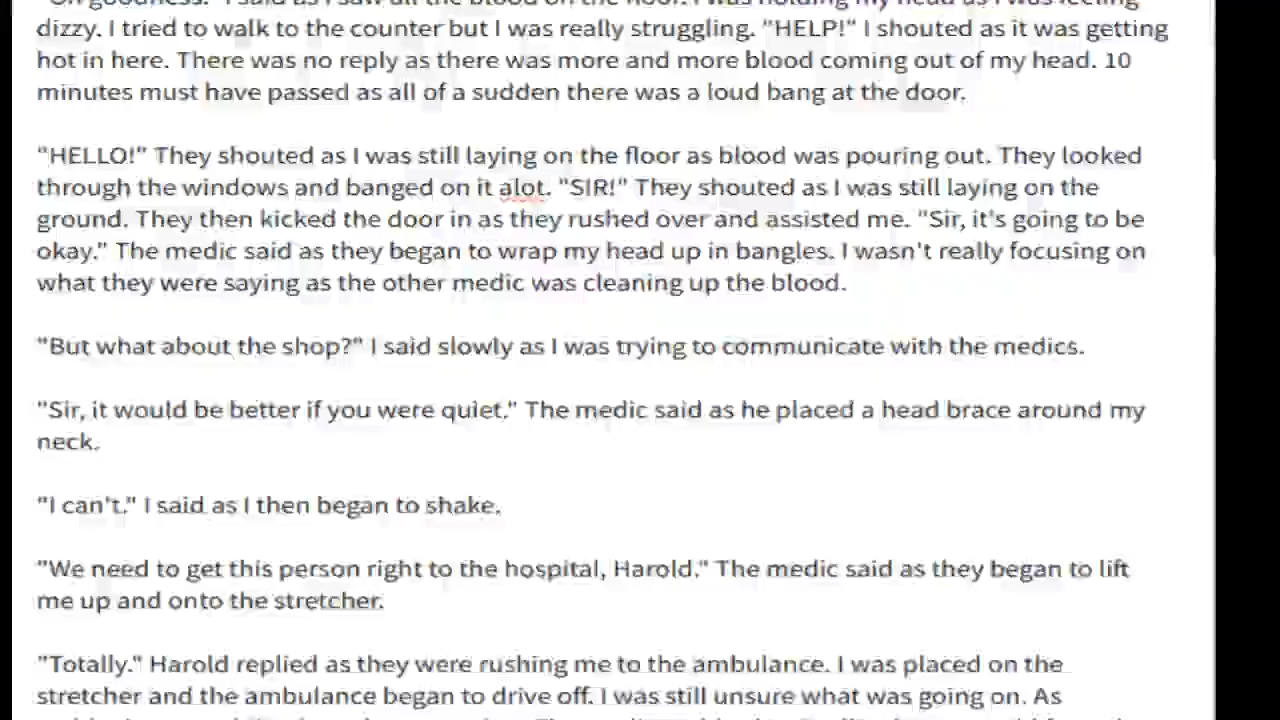 dizzy. I tried to walk to the counter but I was really struggling. "HELP!" I shouted as it was getting
hot in here. There was no reply as there was more and more blood coming out of my head. 10
minutes must have passed as all of a sudden there was a loud bang at the door.
"HELLO!" They shouted as I was still laying on the floor as blood was pouring out. They looked
through the windows and banged on it alot. "SIR!" They shouted as I was still laying on the
ground. They then kicked the door in as they rushed over and assisted me. "Sir, it's going to be
okay." The medic said as they began to wrap my head up in bangles. I wasn't really focusing on
what they were saying as the other medic was cleaning up the blood.
"But what about the shop?" I said slowly as I was trying to communicate with the medics.
"Sir, it would be better if you were quiet." The medic said as he placed a head brace around my
neck.
"I can't." I said as I then began to shake.
"We need to get this person right to the hospital, Harold." The medic said as they began to lift
me up and onto the stretcher.
"Totally." Harold replied as they were rushing me to the ambulance. I was placed on the
stretcher and the ambulance began to drive off. I was still unsure what was going on. As